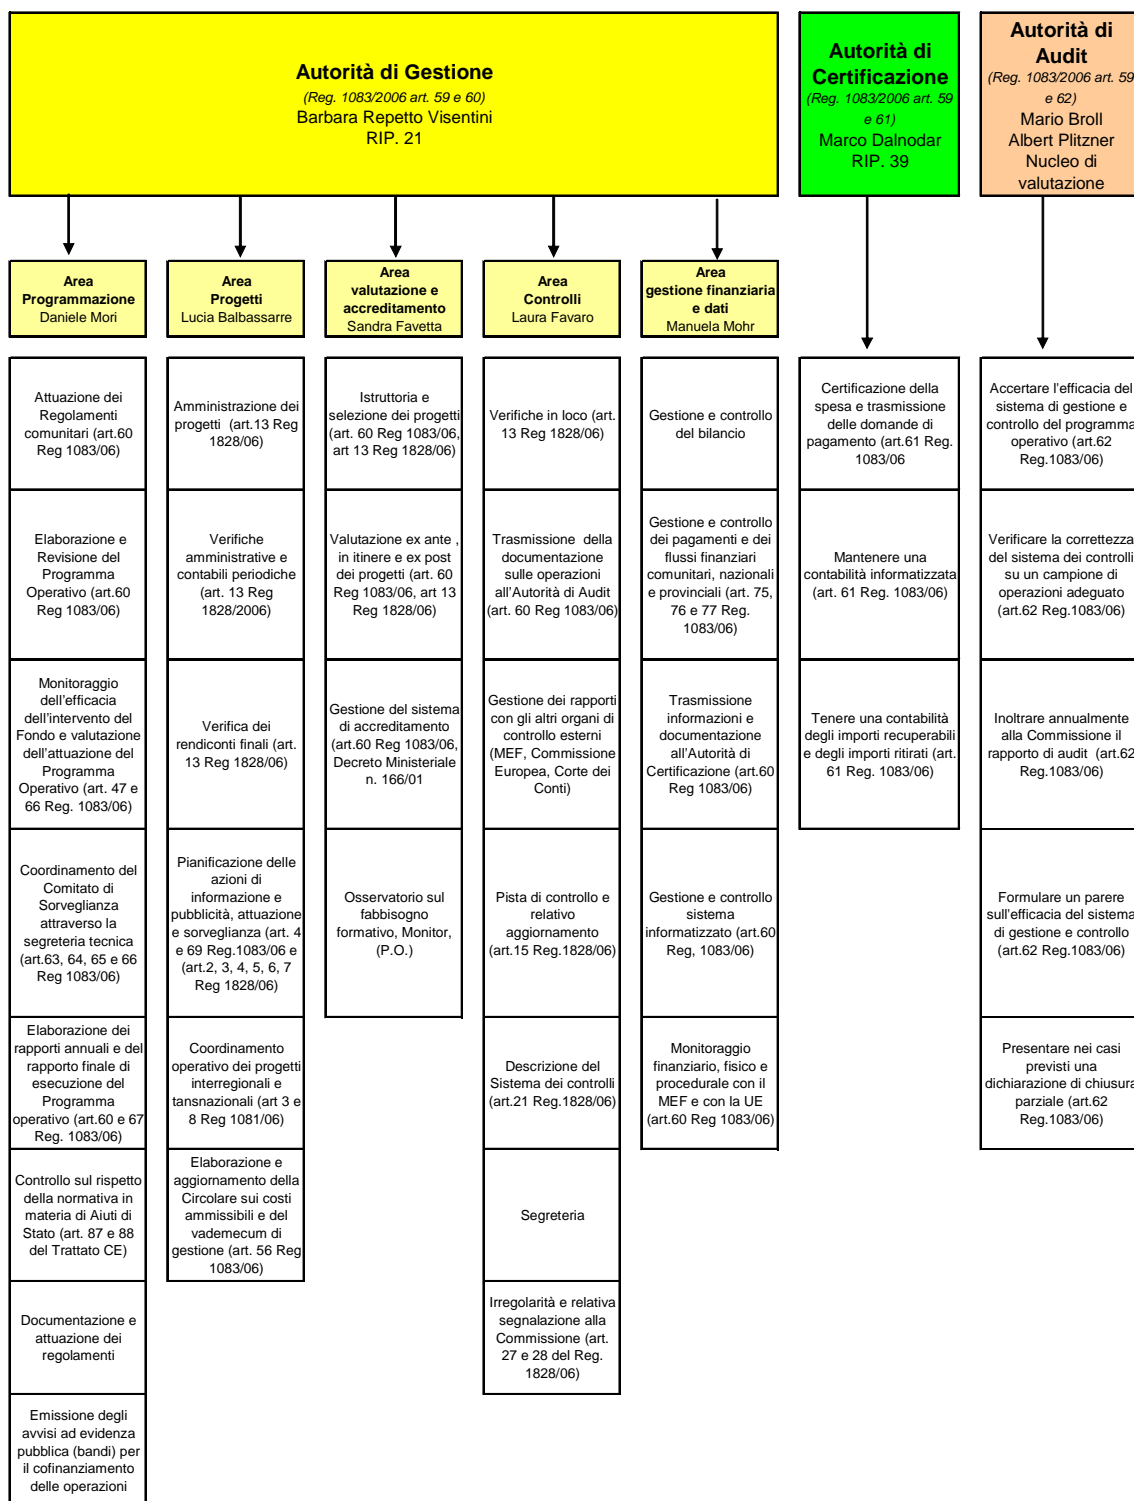 Autorità di Gestione
(Reg. 1083/2006 art. 59 e 60)
Barbara Repetto Visentini
RIP. 21
Autorità di
Certificazione
(Reg. 1083/2006 art. 59
e 61)
Marco Dalnodar
RIP. 39
Autorità di
Audit
(Reg. 1083/2006 art. 59
e 62)
Mario Broll
Albert Plitzner
Nucleo di
valutazione
Area
Programmazione
Daniele Mori
Area
Progetti
Lucia Balbassarre
Area
valutazione e
accreditamento
Sandra Favetta
Area
Controlli
Laura Favaro
Area
gestione finanziaria
e dati
Manuela Mohr
Attuazione dei
Regolamenti
comunitari (art.60
Reg 1083/06)
Amministrazione dei
progetti (art.13 Reg
1828/06)
Istruttoria e
selezione dei progetti
(art. 60 Reg 1083/06,
art 13 Reg 1828/06)
Verifiche in loco (art.
13 Reg 1828/06)
Gestione e controllo
del bilancio
Certificazione della
spesa e trasmissione
delle domande di
pagamento (art.61 Reg.
1083/06
Accertare l'efficacia del
sistema di gestione e
controllo del programma
operativo (art.62
Reg.1083/06)
Elaborazione e
Revisione del
Programma
Operativo (art.60
Reg 1083/06)
Verifiche
amministrative e
contabili periodiche
(art. 13 Reg
1828/2006)
Valutazione ex ante ,
in itinere e ex post
dei progetti (art. 60
Reg 1083/06, art 13
Reg 1828/06)
Trasmissione della
documentazione
sulle operazioni
all'Autorità di Audit
(art. 60 Reg 1083/06)
Gestione e controllo
dei pagamenti e dei
flussi finanziari
comunitari, nazionali
e provinciali (art. 75,
76 e 77 Reg.
1083/06)
Mantenere una
contabilità informatizzata
(art. 61 Reg. 1083/06)
Verificare la correttezza
del sistema dei controlli
su un campione di
operazioni adeguato
(art.62 Reg.1083/06)
Monitoraggio
dell'efficacia
dell'intervento del
Fondo e valutazione
dell'attuazione del
Programma
Operativo (art. 47 e
66 Reg. 1083/06)
Verifica dei
rendiconti finali (art.
13 Reg 1828/06)
Gestione del sistema
di accreditamento
(art.60 Reg 1083/06,
Decreto Ministeriale
n. 166/01
Gestione dei rapporti
con gli altri organi di
controllo esterni
(MEF, Commissione
Europea, Corte dei
Conti)
Trasmissione
informazioni e
documentazione
all'Autorità di
Certificazione (art.60
Reg 1083/06)
Tenere una contabilità
degli importi recuperabili
e degli importi ritirati (art.
61 Reg. 1083/06)
Inoltrare annualmente
alla Commissione il
rapporto di audit (art.62
Reg.1083/06)
Coordinamento del
Comitato di
Sorveglianza
attraverso la
segreteria tecnica
(art.63, 64, 65 e 66
Reg 1083/06)
Pianificazione delle
azioni di
informazione e
pubblicità, attuazione
e sorveglianza (art. 4
e 69 Reg.1083/06 e
(art.2, 3, 4, 5, 6, 7
Reg 1828/06)
Osservatorio sul
fabbisogno
formativo, Monitor,
(P.O.)
Pista di controllo e
relativo
aggiornamento
(art.15 Reg.1828/06)
Gestione e controllo
sistema
informatizzato (art.60
Reg, 1083/06)
Formulare un parere
sull'efficacia del sistema
di gestione e controllo
(art.62 Reg.1083/06)
Elaborazione dei
rapporti annuali e del
rapporto finale di
esecuzione del
Programma
operativo (art.60 e 67
Reg. 1083/06)
Coordinamento
operativo dei progetti
interregionali e
tansnazionali (art 3 e
8 Reg 1081/06)
Descrizione del
Sistema dei controlli
(art.21 Reg.1828/06)
Monitoraggio
finanziario, fisico e
procedurale con il
MEF e con la UE
(art.60 Reg 1083/06)
Presentare nei casi
previsti una
dichiarazione di chiusura
parziale (art.62
Reg.1083/06)
Controllo sul rispetto
della normativa in
materia di Aiuti di
Stato (art. 87 e 88
del Trattato CE)
Elaborazione e
aggiornamento della
Circolare sui costi
ammissibili e del
vademecum di
gestione (art. 56 Reg
1083/06)
Segreteria
Documentazione e
attuazione dei
regolamenti
Irregolarità e relativa
segnalazione alla
Commissione (art.
27 e 28 del Reg.
1828/06)
Emissione degli
avvisi ad evidenza
pubblica (bandi) per
il cofinanziamento
delle operazioni